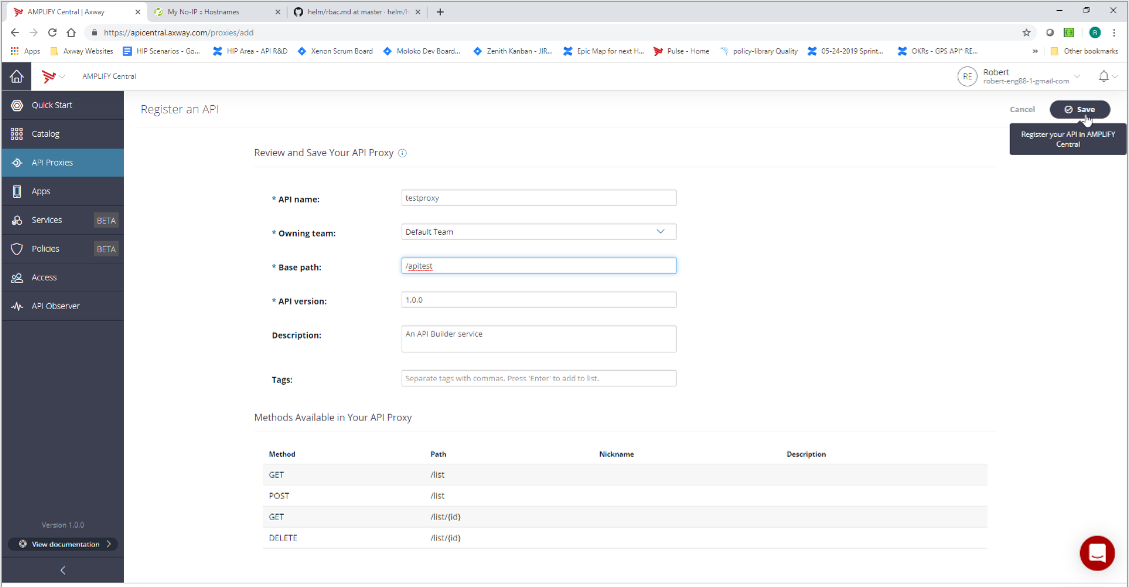 AMPLIFY Central | Axway
My No-IP :: Hostnames
helm/rbac.md at master · helm/h
https://apicentral.axway.com/proxies/add
Apps
Axway Websites
HIP Scenarios - Go...
HIP Area - API R&D
Xenon Scrum Board
Moloko Dev Board...
Zenith Kanban - JIR...
Epic Map for next H...
Pulse - Home
policy-library Quality
05-24-2019 Sprint...
OKRs - GPS API* RE...
»
Other bookmarks
AMPLIFY Central
RE
Robert
robert-eng88-1-gmail-com
Quick Start
Catalog
API Proxies
Apps
Services BETA
Policies BETA
Access
API Observer
Version 1.0.0
View documentation
Register an API
Cancel
Save
Register your API in AMPLIFY
Central
Review and Save Your API Proxy
* API name: testproxy
* Owning team: Default Team
* Base path: /apitest
* API version: 1.0.0
Description: An API Builder service
Tags: Separate tags with commas. Press 'Enter' to add to list.
Methods Available in Your API Proxy
Method Path Nickname Description
GET /list
POST /list
GET /list/{id}
DELETE /list/{id}